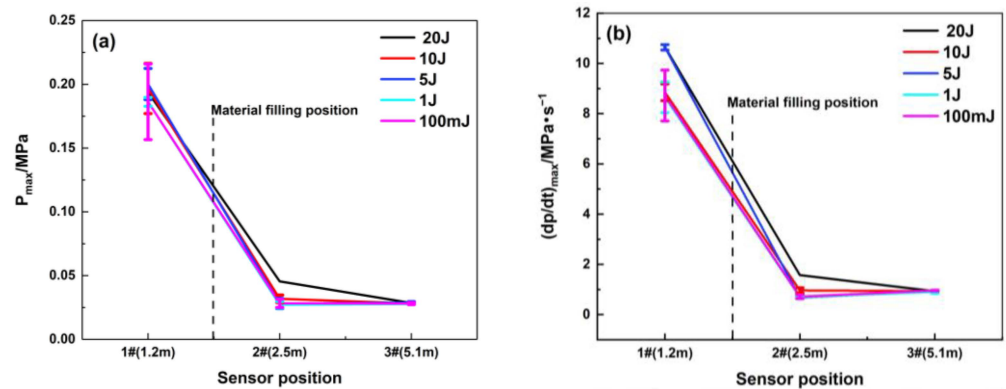 (a)
20J
10J
5J
1J
100mJ
Material filling position
P_max/MPa
0.25
0.20
0.15
0.10
0.05
0.00
1#(1.2m) 2#(2.5m) 3#(5.1m)
Sensor position
(b)
20J
10J
5J
1J
100mJ
Material filling position
(dp/dt)_max/MPa•s⁻¹
12
10
8
6
4
2
0
1#(1.2m) 2#(2.5m) 3#(5.1m)
Sensor position